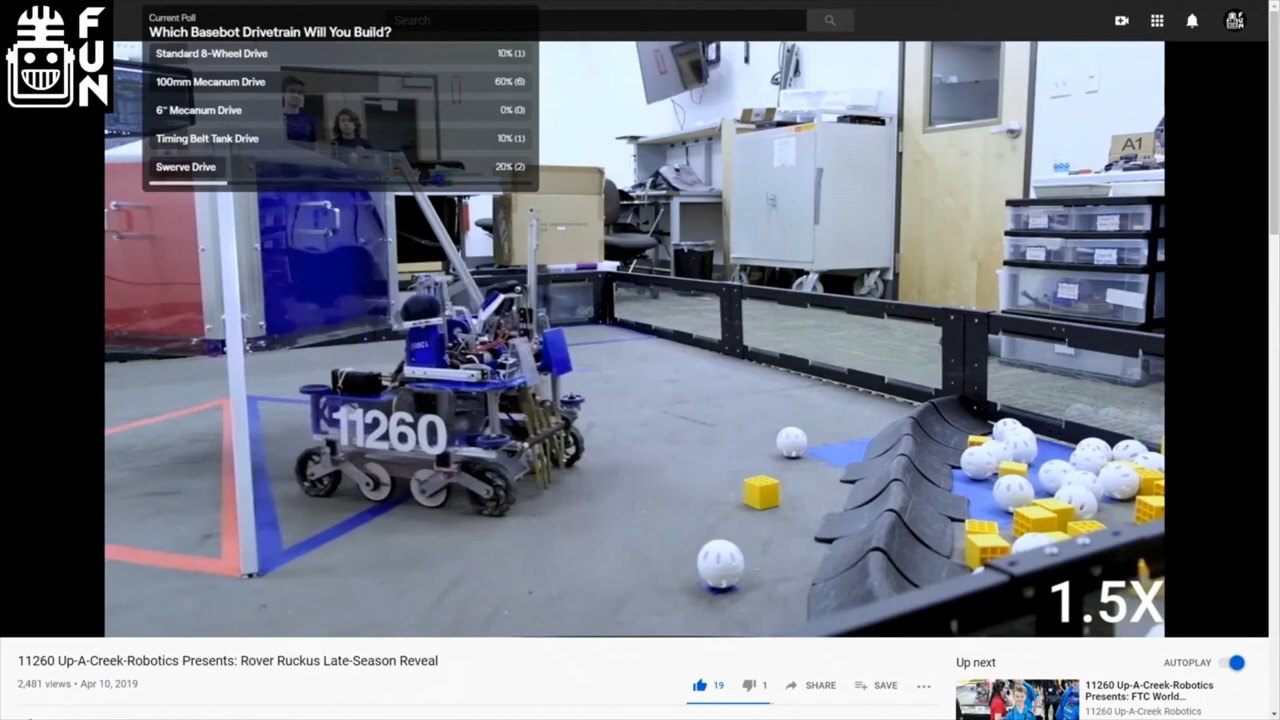 FUN
Search
Current Poll
Which Basebot Drivetrain Will You Build?
Standard 8-Wheel Drive 10% (1)
100mm Mecanum Drive 60% (6)
6" Mecanum Drive 0% (0)
Timing Belt Tank Drive 10% (1)
Swerve Drive 20% (2)
A1
11260
1.5X
11260 Up-A-Creek-Robotics Presents: Rover Ruckus Late-Season Reveal
2,481 views • Apr 10, 2019
19 1 SHARE SAVE
Up next AUTOPLAY
11260 Up-A-Creek-Robotics
Presents: FTC World...
11260 Up-A-Creek Robotics